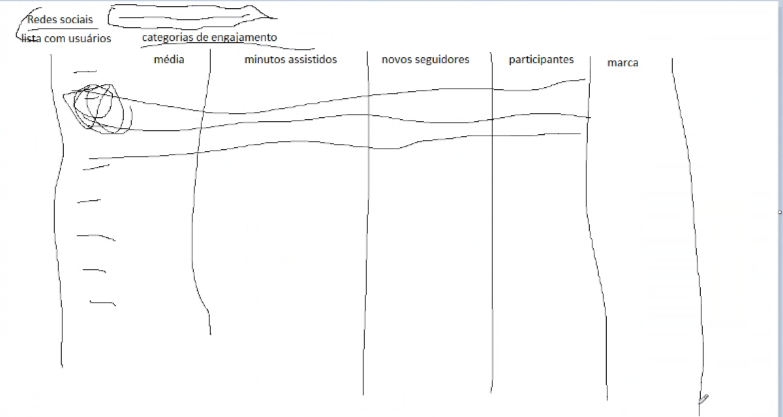 Redes sociais
lista com usuários
categorias de engajamento
média
minutos assistidos
novos seguidores
participantes
marca